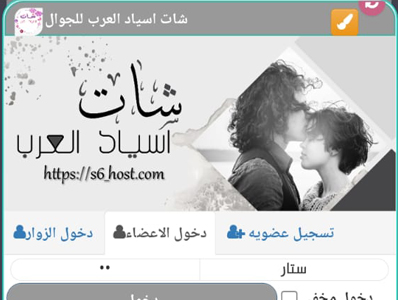 شات اسياد العرب للجوال
شات
اسياد العرب
https://s6_host.com
تسجيل عضويه
دخول الاعضاء
دخول الزوار
ستار
••
دخول مخفي
دخول